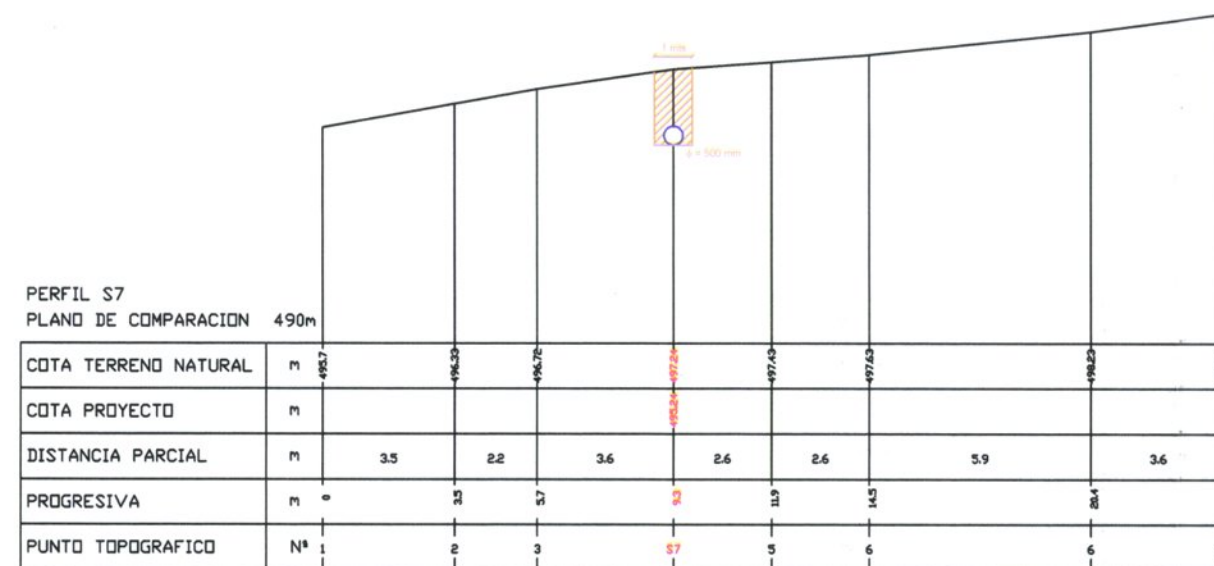 1 mm
ø = 500 mm
PERFIL S7
PLANO DE COMPARACION 490m
COTA TERRENO NATURAL m 495.7 496.33 496.72 497.24 497.43 497.63 498.23
COTA PROYECTO m 495.24
DISTANCIA PARCIAL m 3.5 2.2 3.6 2.6 2.6 5.9 3.6
PROGRESIVA m 0 3.5 5.7 9.3 11.9 14.5 20.4
PUNTO TOPOGRAFICO Nº 1 2 3 S7 5 6 6